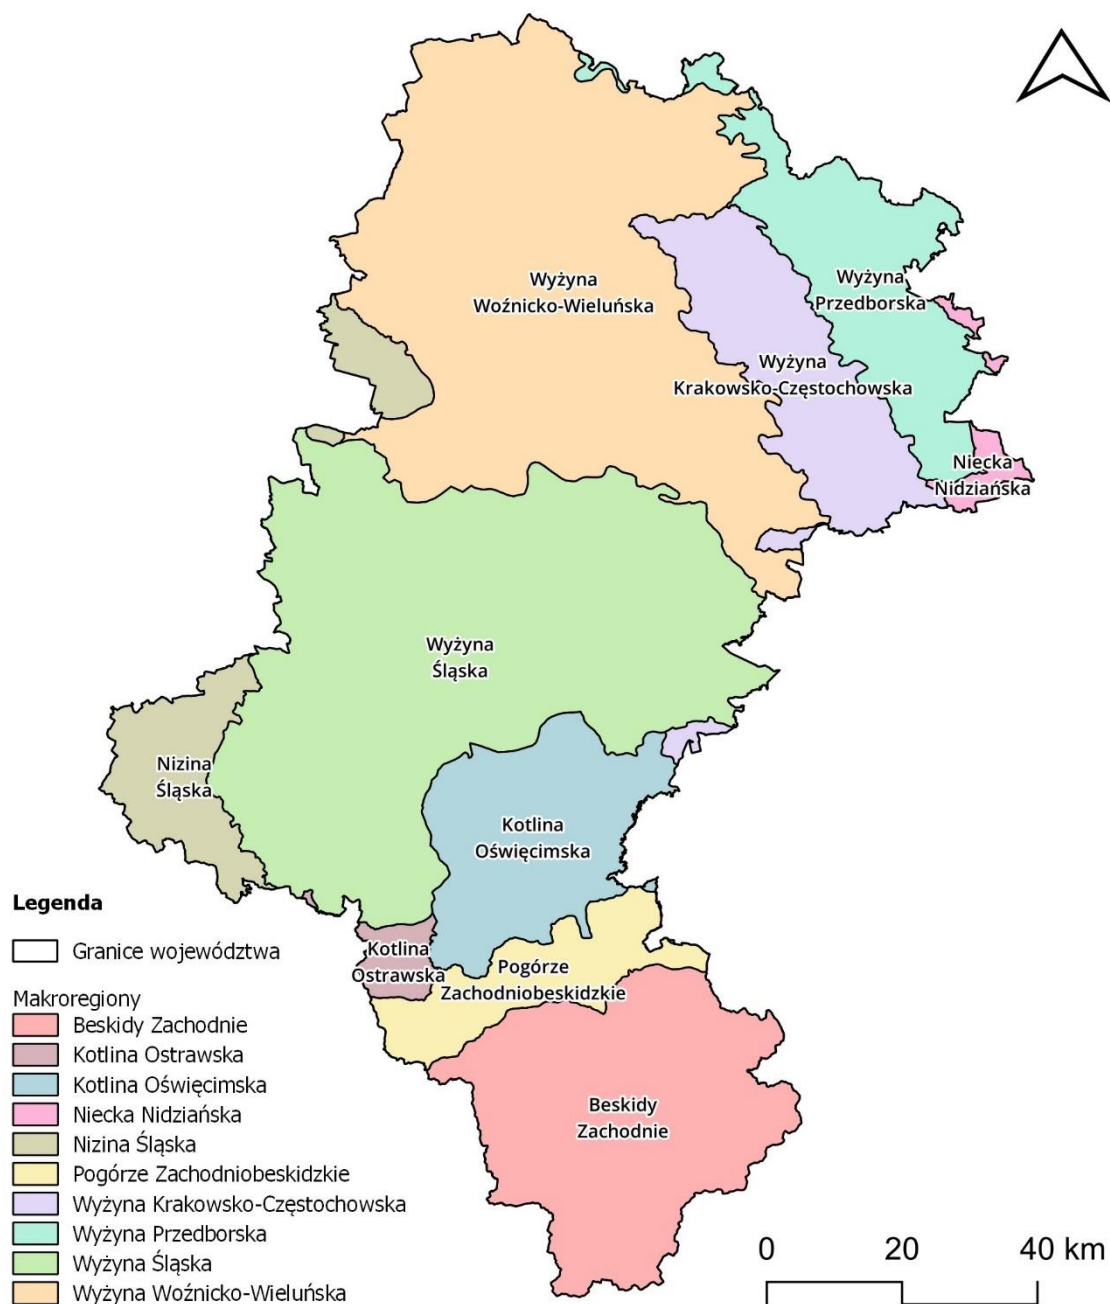 Wyżyna
Woźnicko-Wieluńska
Wyżyna
Przedborska
Wyżyna
Krakowsko-Częstochowska
Niecka
Nidziańska
Wyżyna
Śląska
Nizina
Śląska
Kotlina
Oświęcimska
Kotlina
Ostrawska
Pogórze
Zachodniobeskidzkie
Beskidy
Zachodnie
Legenda
Granice województwa
Makroregiony
Beskidy Zachodnie
Kotlina Ostrawska
Kotlina Oświęcimska
Niecka Nidziańska
Nizina Śląska
Pogórze Zachodniobeskidzkie
Wyżyna Krakowsko-Częstochowska
Wyżyna Przedborska
Wyżyna Śląska
Wyżyna Woźnicko-Wieluńska
0 20 40 km